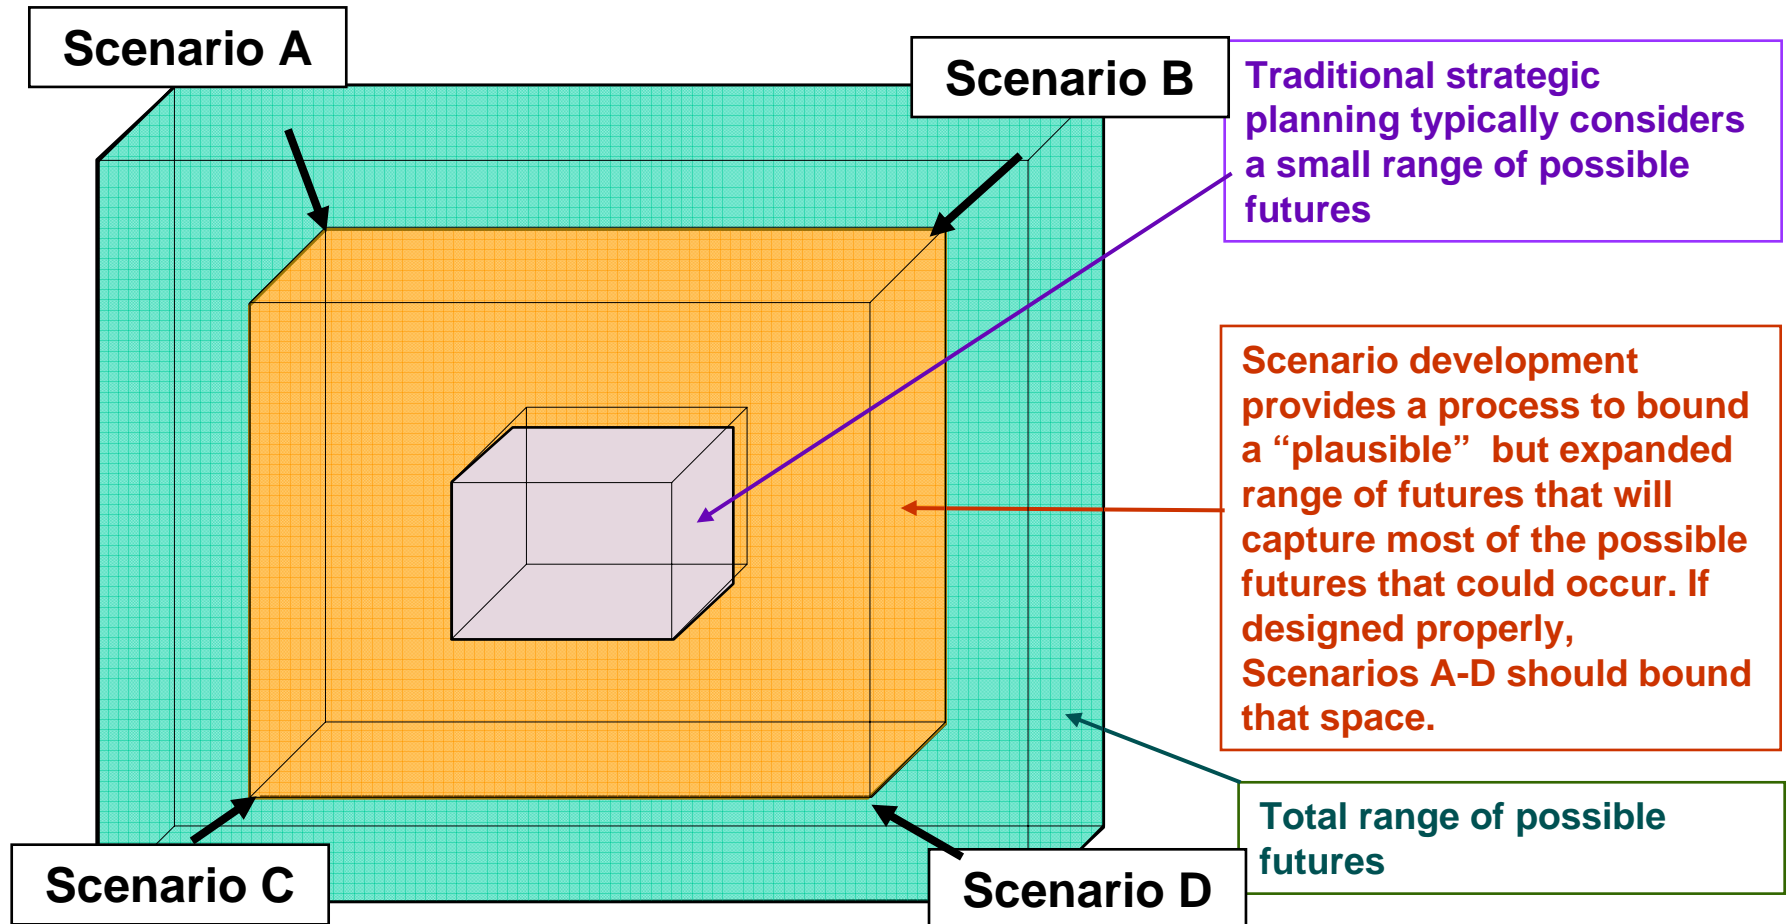 Scenario A
Scenario B
Traditional strategic
planning typically considers
a small range of possible
futures
Scenario development
provides a process to bound
a “plausible”  but expanded
range of futures that will
capture most of the possible
futures that could occur. If
designed properly,
Scenarios A-D should bound
that space.
Total range of possible
futures
Scenario C
Scenario D